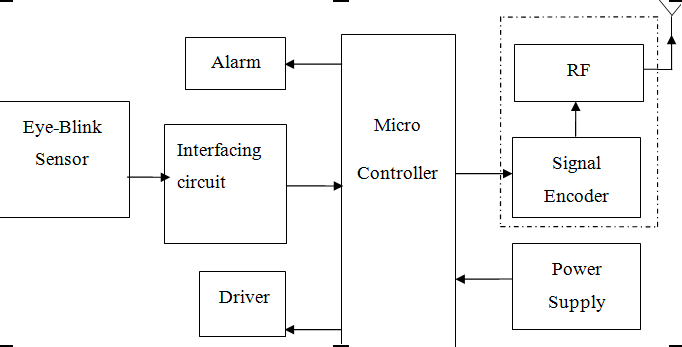 Alarm
Eye-Blink
Sensor
Interfacing
circuit
Driver
Micro
Controller
RF
Signal
Encoder
Power
Supply